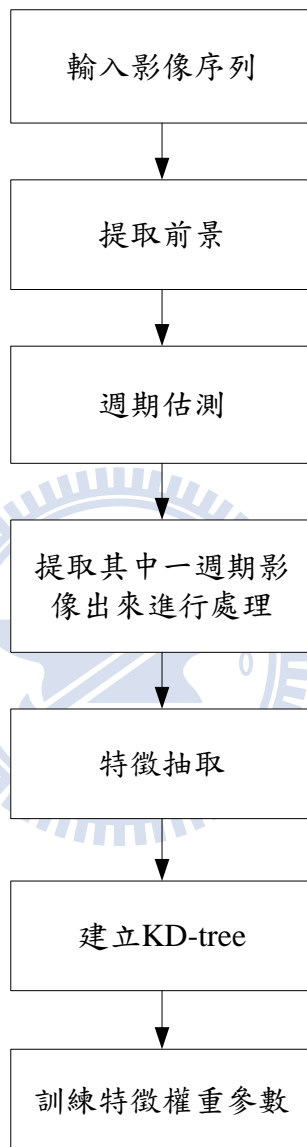 輸入影像序列
提取前景
週期估測
提取其中一週期影
像出來進行處理
特徵抽取
建立KD-tree
訓練特徵權重參數